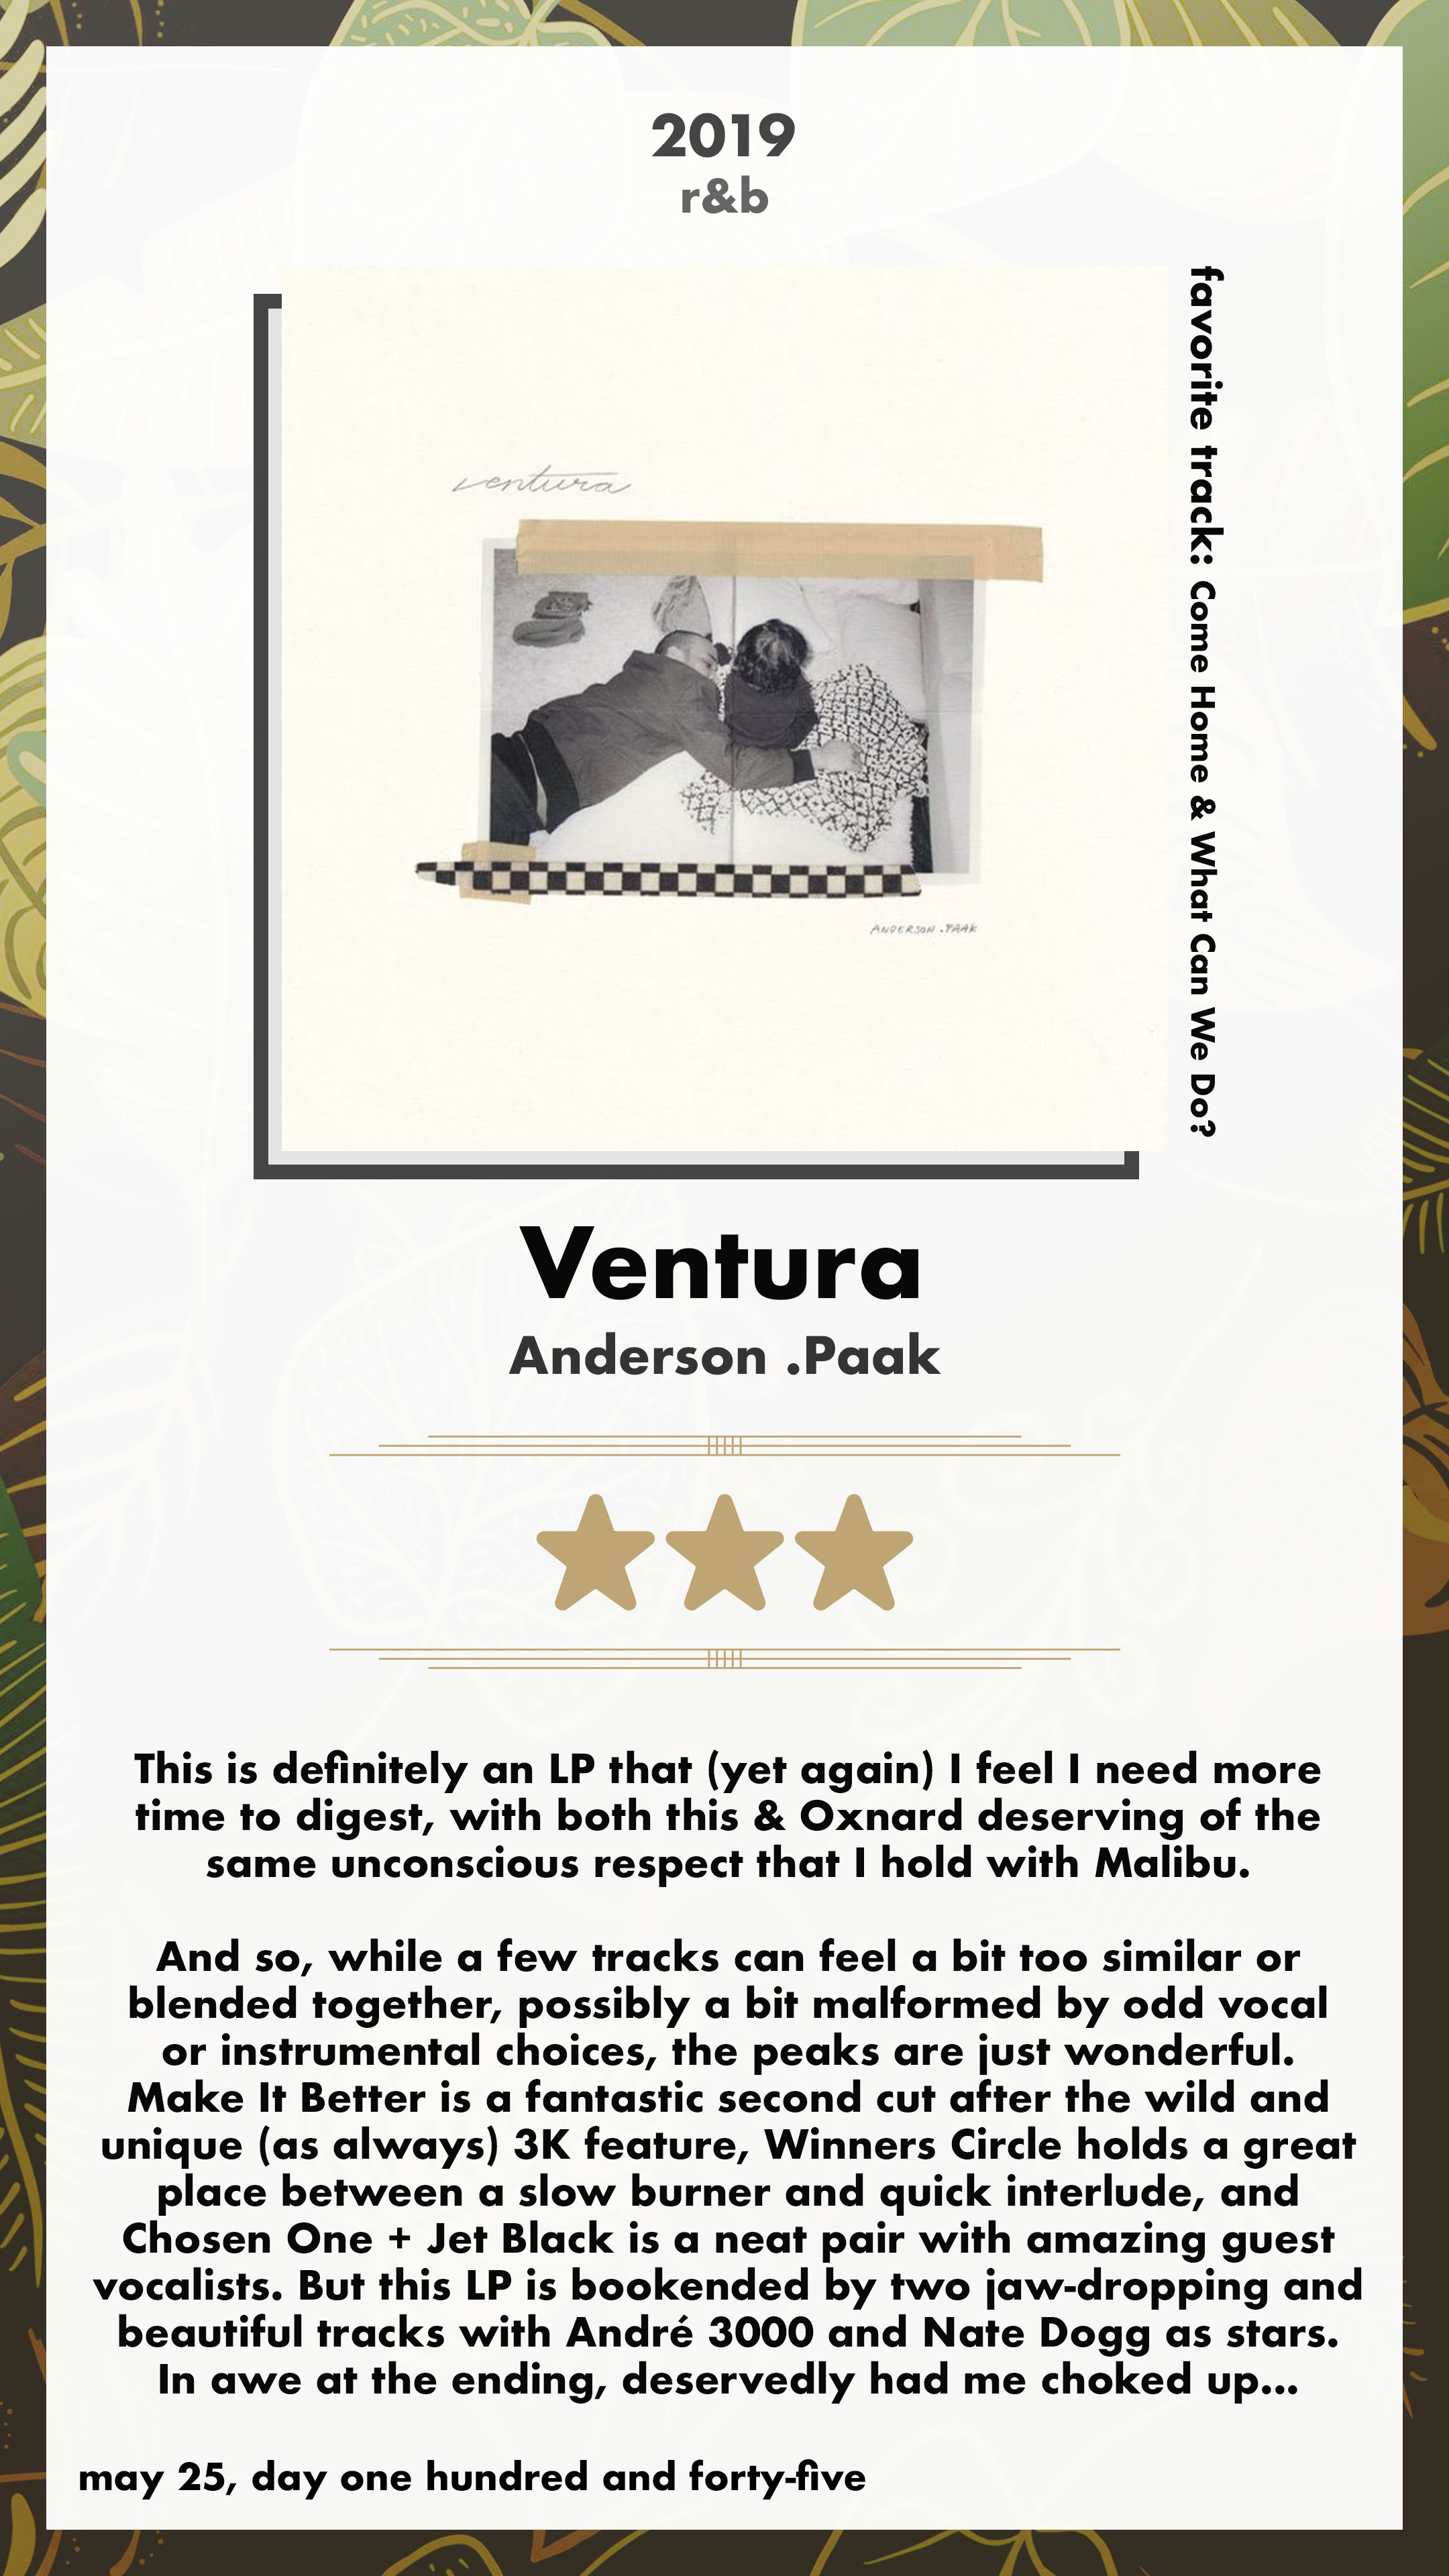 2019
r&b
favorite track: Come Home & What Can We Do?
ventura
ANDERSON .PAAK
Ventura
Anderson .Paak
This is definitely an LP that (yet again) I feel I need more
time to digest, with both this & Oxnard deserving of the
same unconscious respect that I hold with Malibu.
And so, while a few tracks can feel a bit too similar or
blended together, possibly a bit malformed by odd vocal
or instrumental choices, the peaks are just wonderful.
Make It Better is a fantastic second cut after the wild and
unique (as always) 3K feature, Winners Circle holds a great
place between a slow burner and quick interlude, and
Chosen One + Jet Black is a neat pair with amazing guest
vocalists. But this LP is bookended by two jaw-dropping and
beautiful tracks with André 3000 and Nate Dogg as stars.
In awe at the ending, deservedly had me choked up...
may 25, day one hundred and forty-five